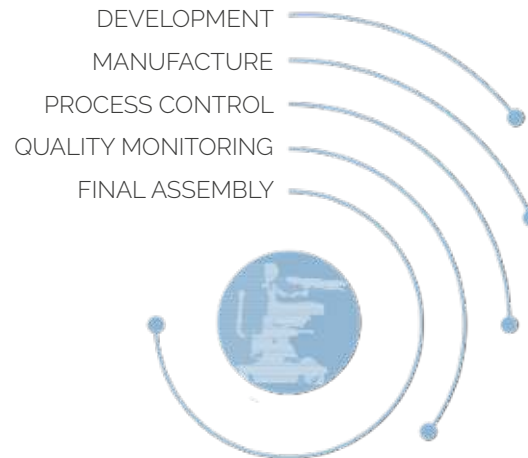 DEVELOPMENT
MANUFACTURE
PROCESS CONTROL
QUALITY MONITORING
FINAL ASSEMBLY